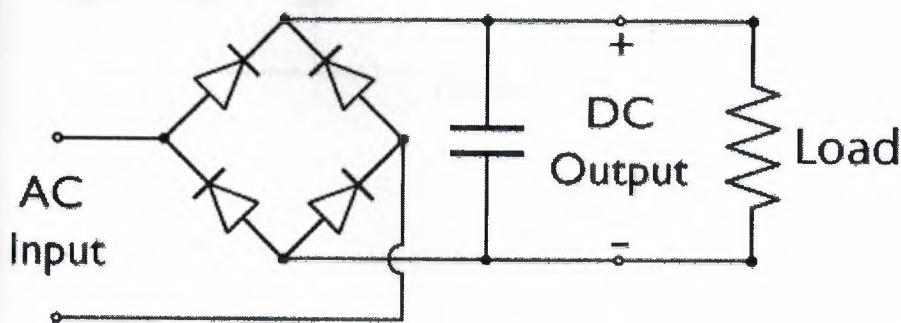 +
DC
Output
Load
AC
Input
-